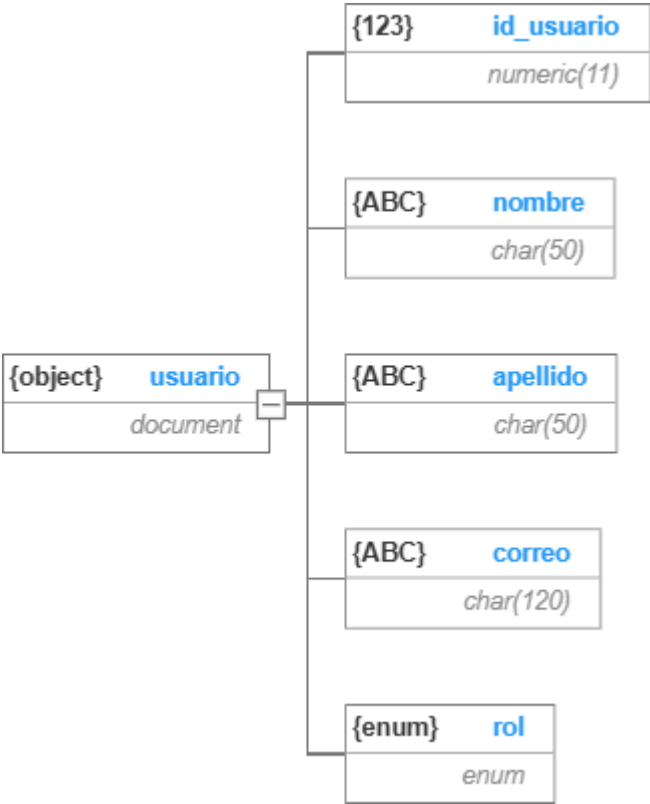 {123} id_usuario
numeric(11)
{ABC} nombre
char(50)
{object} usuario
document
{ABC} apellido
char(50)
{ABC} correo
char(120)
{enum} rol
enum